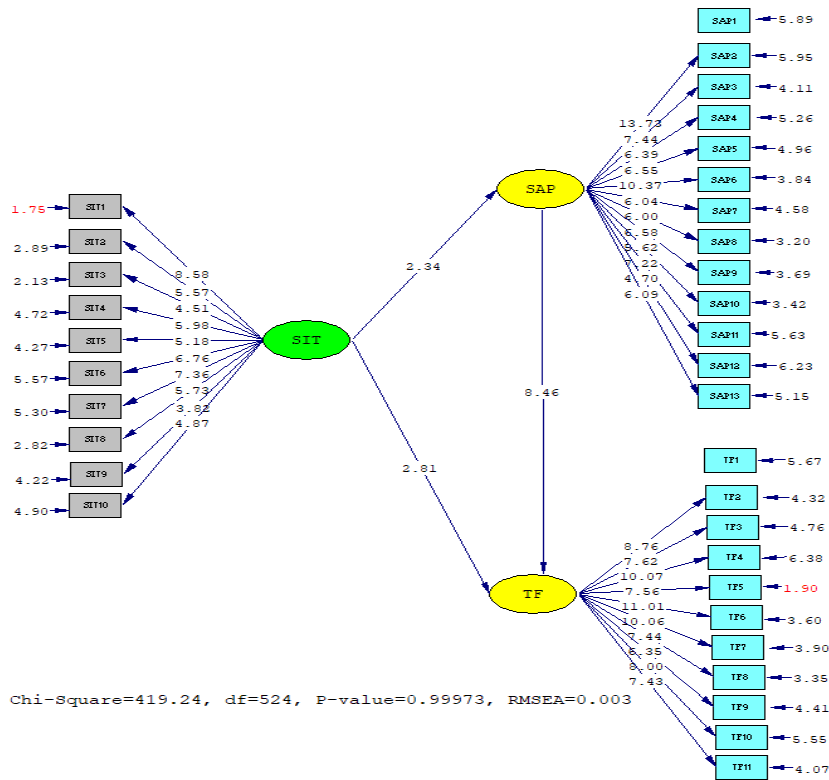 SAP1 5.89
SAP2 5.95
SAP3 4.11
SAP4 5.26
SAP5 4.96
SAP6 3.84
SAP7 4.58
SAP8 3.20
SAP9 3.69
SAP10 3.42
SAP11 5.63
SAP12 6.23
SAP13 5.15
13.73
7.44
6.39
6.55
10.37
6.04
6.00
6.58
7.22
4.70
6.09
SAP
1.75 SIT1
2.89 SIT2
2.13 SIT3
4.72 SIT4
4.27 SIT5
5.57 SIT6
5.30 SIT7
2.82 SIT8
4.22 SIT9
4.90 SIT10
8.58
5.57
4.51
5.98
5.18
6.76
7.36
5.73
3.82
4.87
SIT
2.34
8.46
2.81
TF
TF1 5.67
TF2 4.32
TF3 4.76
TF4 6.38
TF5 1.90
TF6 3.60
TF7 3.90
TF8 3.35
TF9 4.41
TF10 5.55
TF11 4.07
8.76
7.62
10.07
7.56
11.01
10.06
7.44
6.35
8.00
7.43
Chi-Square=419.24, df=524, P-value=0.99973, RMSEA=0.003